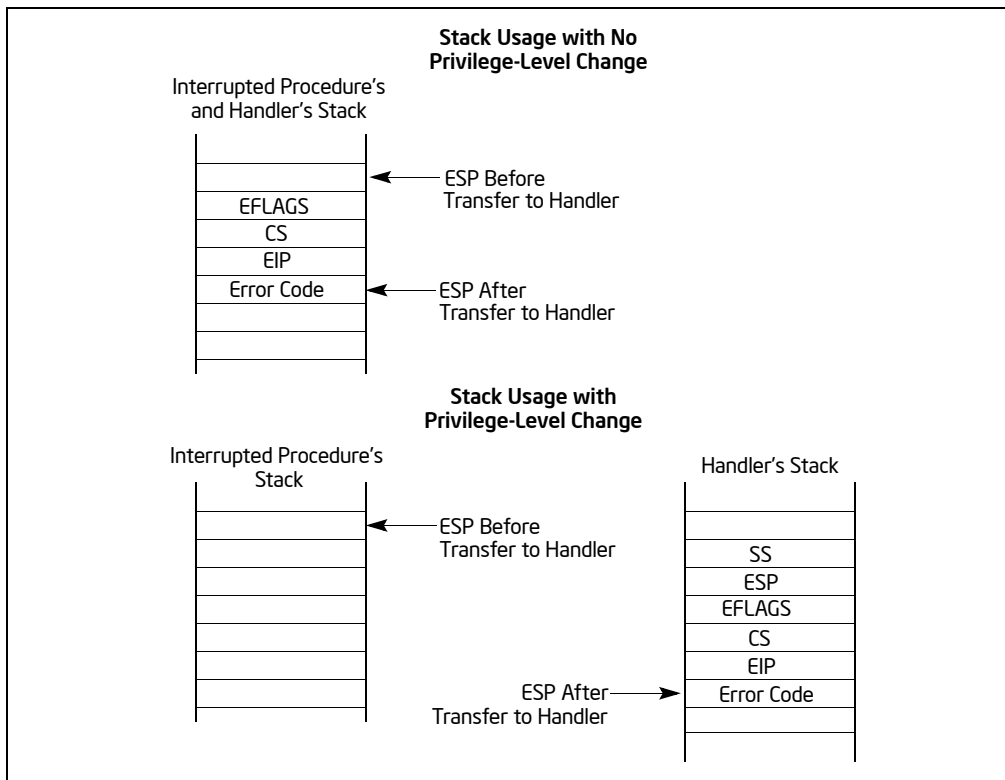 Stack Usage with No
Privilege-Level Change
Interrupted Procedure's
and Handler's Stack
ESP Before
Transfer to Handler
EFLAGS
CS
EIP
Error Code
ESP After
Transfer to Handler
Stack Usage with
Privilege-Level Change
Interrupted Procedure's
Stack
Handler's Stack
ESP Before
Transfer to Handler
SS
ESP
EFLAGS
CS
EIP
ESP After
Transfer to Handler
Error Code